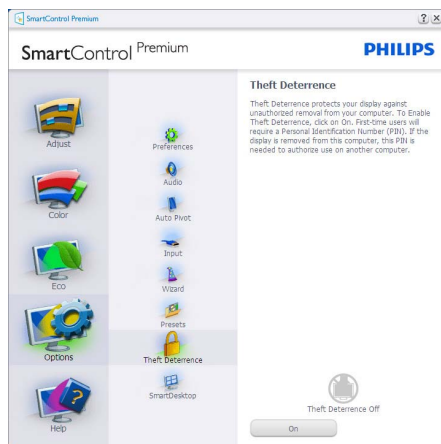 SmartControl Premium
SmartControl Premium
PHILIPS
Adjust
Color
Eco
Options
Help
Preferences
Audio
Auto Pivot
Input
Wizard
Presets
Theft Deterrence
SmartDesktop
Theft Deterrence
Theft Deterrence protects your display against
unauthorized removal from your computer. To Enable
Theft Deterrence, click on On. First-time users will
require a Personal Identification Number (PIN). If the
display is removed from this computer, this PIN is
needed to authorize use on another computer.
Theft Deterrence Off
On